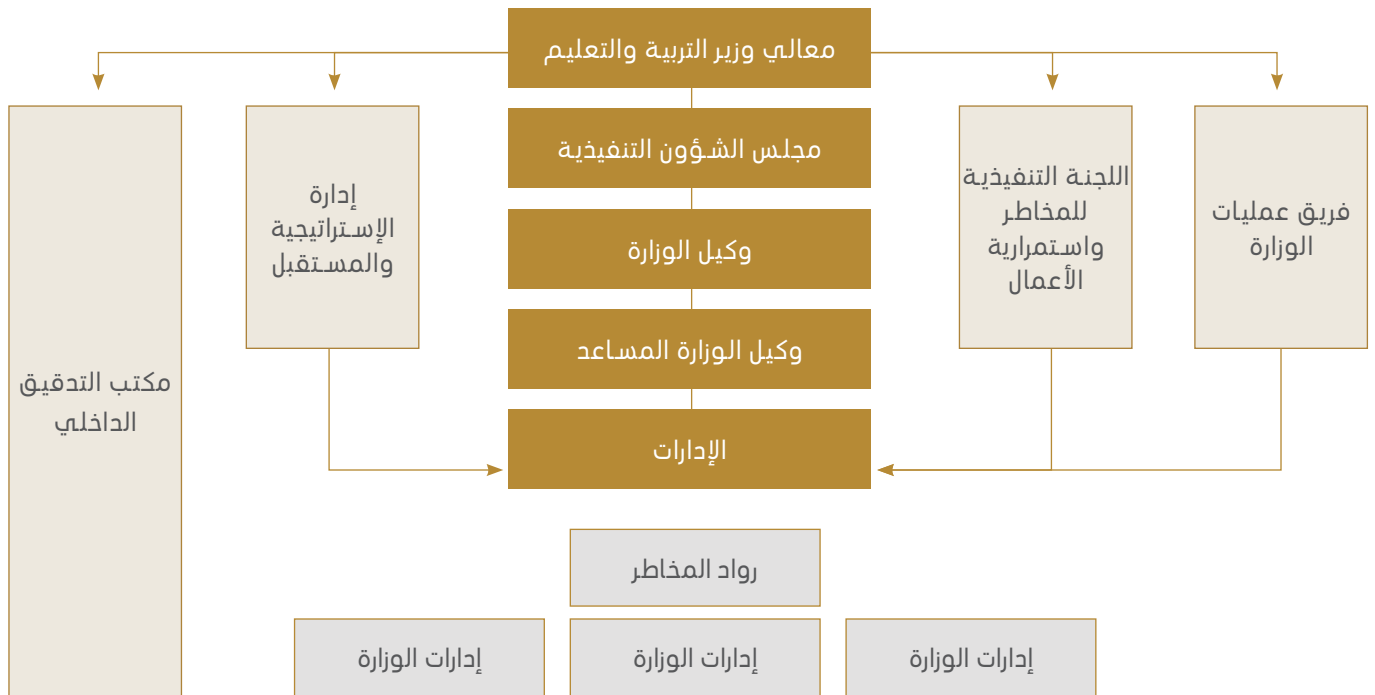 معالي وزير التربية والتعليم
مجلس الشؤون التنفيذية
وكيل الوزارة
وكيل الوزارة المساعد
الإدارات
فريق عمليات
الوزارة
اللجنة التنفيذية
للمخاطر
واستمرارية
الأعمال
إدارة
الإستراتيجية
والمستقبل
مكتب التدقيق
الداخلي
رواد المخاطر
إدارات الوزارة
إدارات الوزارة
إدارات الوزارة